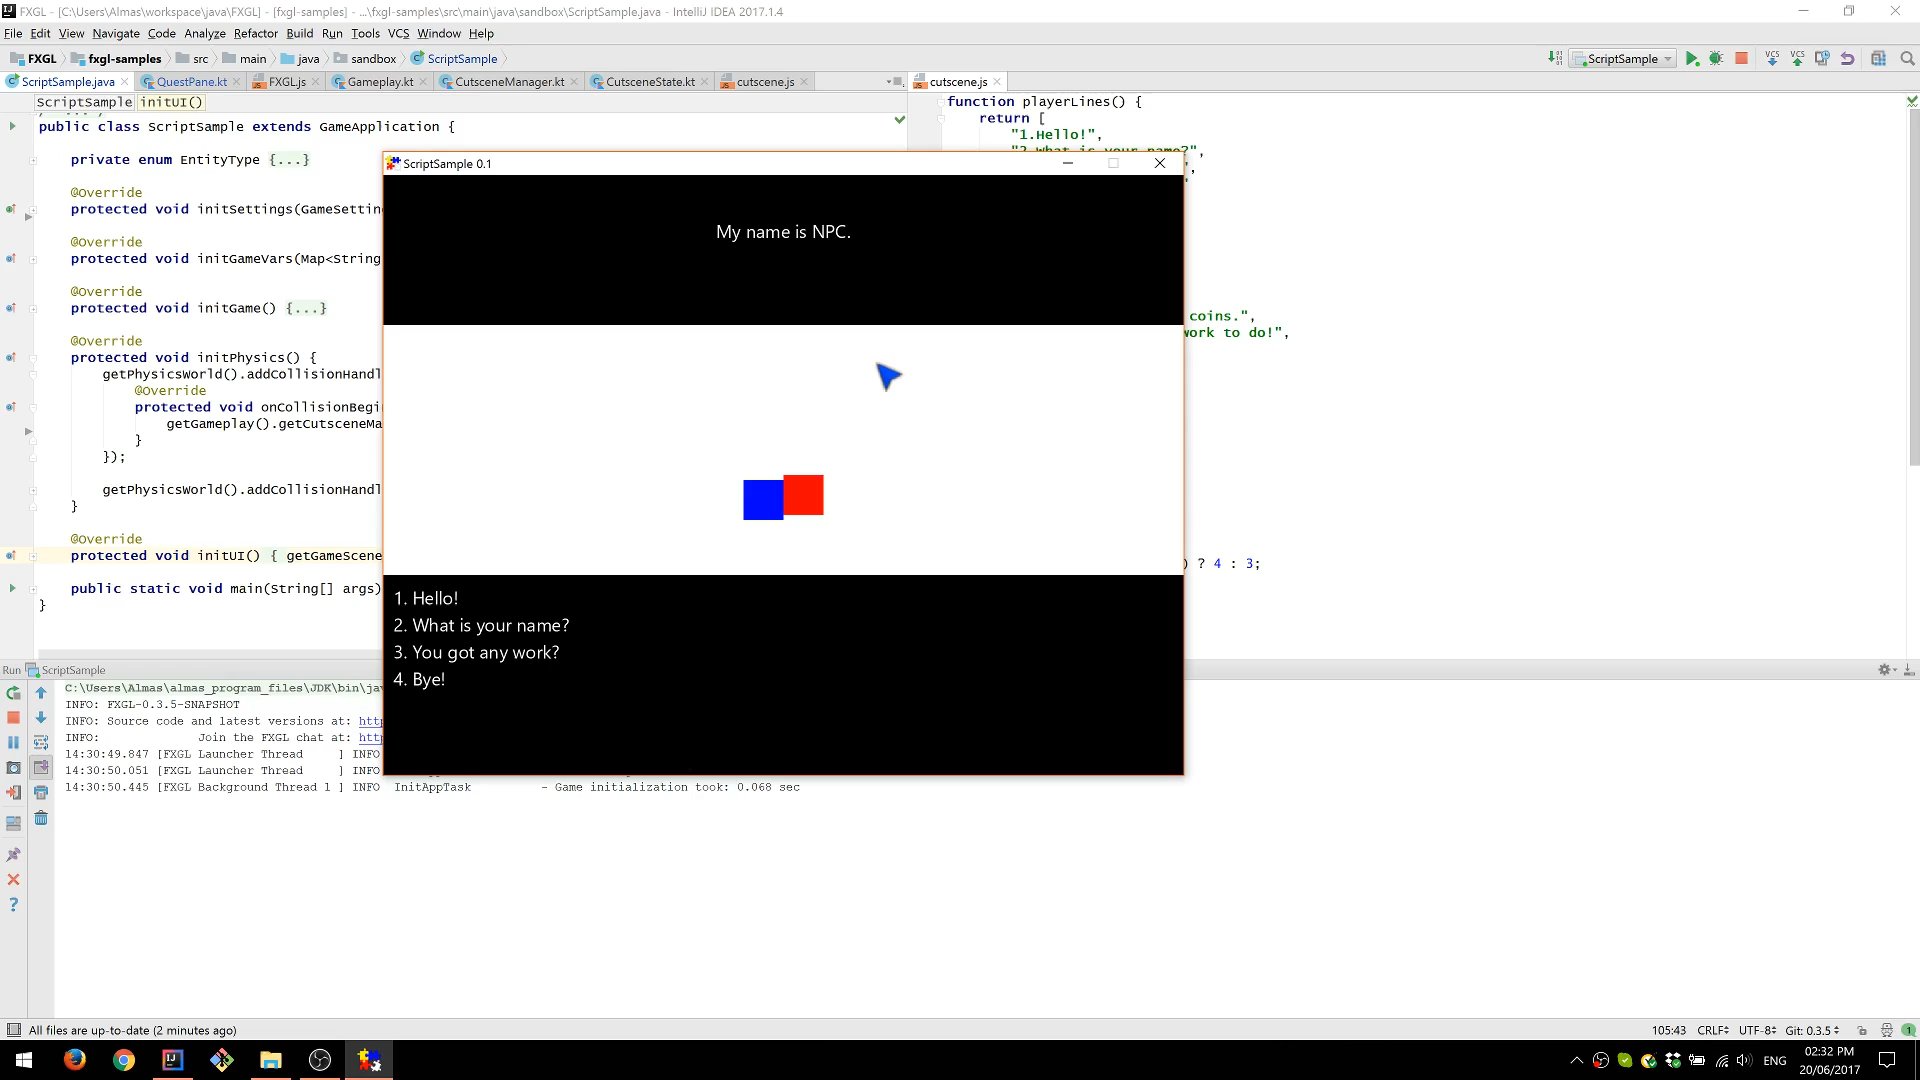 FXGL - [C:\Users\Almas\workspace\java\FXGL] - [fxgl-samples] - ...\fxgl-samples\src\main\java\sandbox\ScriptSample.java - IntelliJ IDEA 2017.1.4
File Edit View Navigate Code Analyze Refactor Build Run Tools VCS Window Help
FXGL fxgl-samples src main java sandbox ScriptSample
ScriptSample
ScriptSample.java QuestPane.kt FXGL.js Gameplay.kt CutsceneManager.kt CutsceneState.kt cutscene.js
cutscene.js
ScriptSample initUI()
public class ScriptSample extends GameApplication {
private enum EntityType {...}
@Override
protected void initSettings(GameSettin
@Override
protected void initGameVars(Map<String
@Override
protected void initGame() {...}
@Override
protected void initPhysics() {
getPhysicsWorld().addCollisionHandl
@Override
protected void onCollisionBegi
getGameplay().getCutsceneMa
}
});
getPhysicsWorld().addCollisionHandl
}
@Override
protected void initUI() { getGameScene
public static void main(String[] args)
}
function playerLines() {
return [
"1.Hello!",
"2.What is your name?",
coins.",
work to do!",
) ? 4 : 3;
ScriptSample 0.1
My name is NPC.
1. Hello!
2. What is your name?
3. You got any work?
4. Bye!
Run ScriptSample
C:\Users\Almas\almas_program_files\JDK\bin\jav
INFO: FXGL-0.3.5-SNAPSHOT
INFO: Source code and latest versions at: http
INFO: Join the FXGL chat at: http
14:30:49.847 [FXGL Launcher Thread ] INFO
14:30:50.051 [FXGL Launcher Thread ] INFO
14:30:50.445 [FXGL Background Thread 1 ] INFO InitAppTask - Game initialization took: 0.068 sec
All files are up-to-date (2 minutes ago)
105:43 CRLF UTF-8 Git: 0.3.5
ENG
02:32 PM
20/06/2017